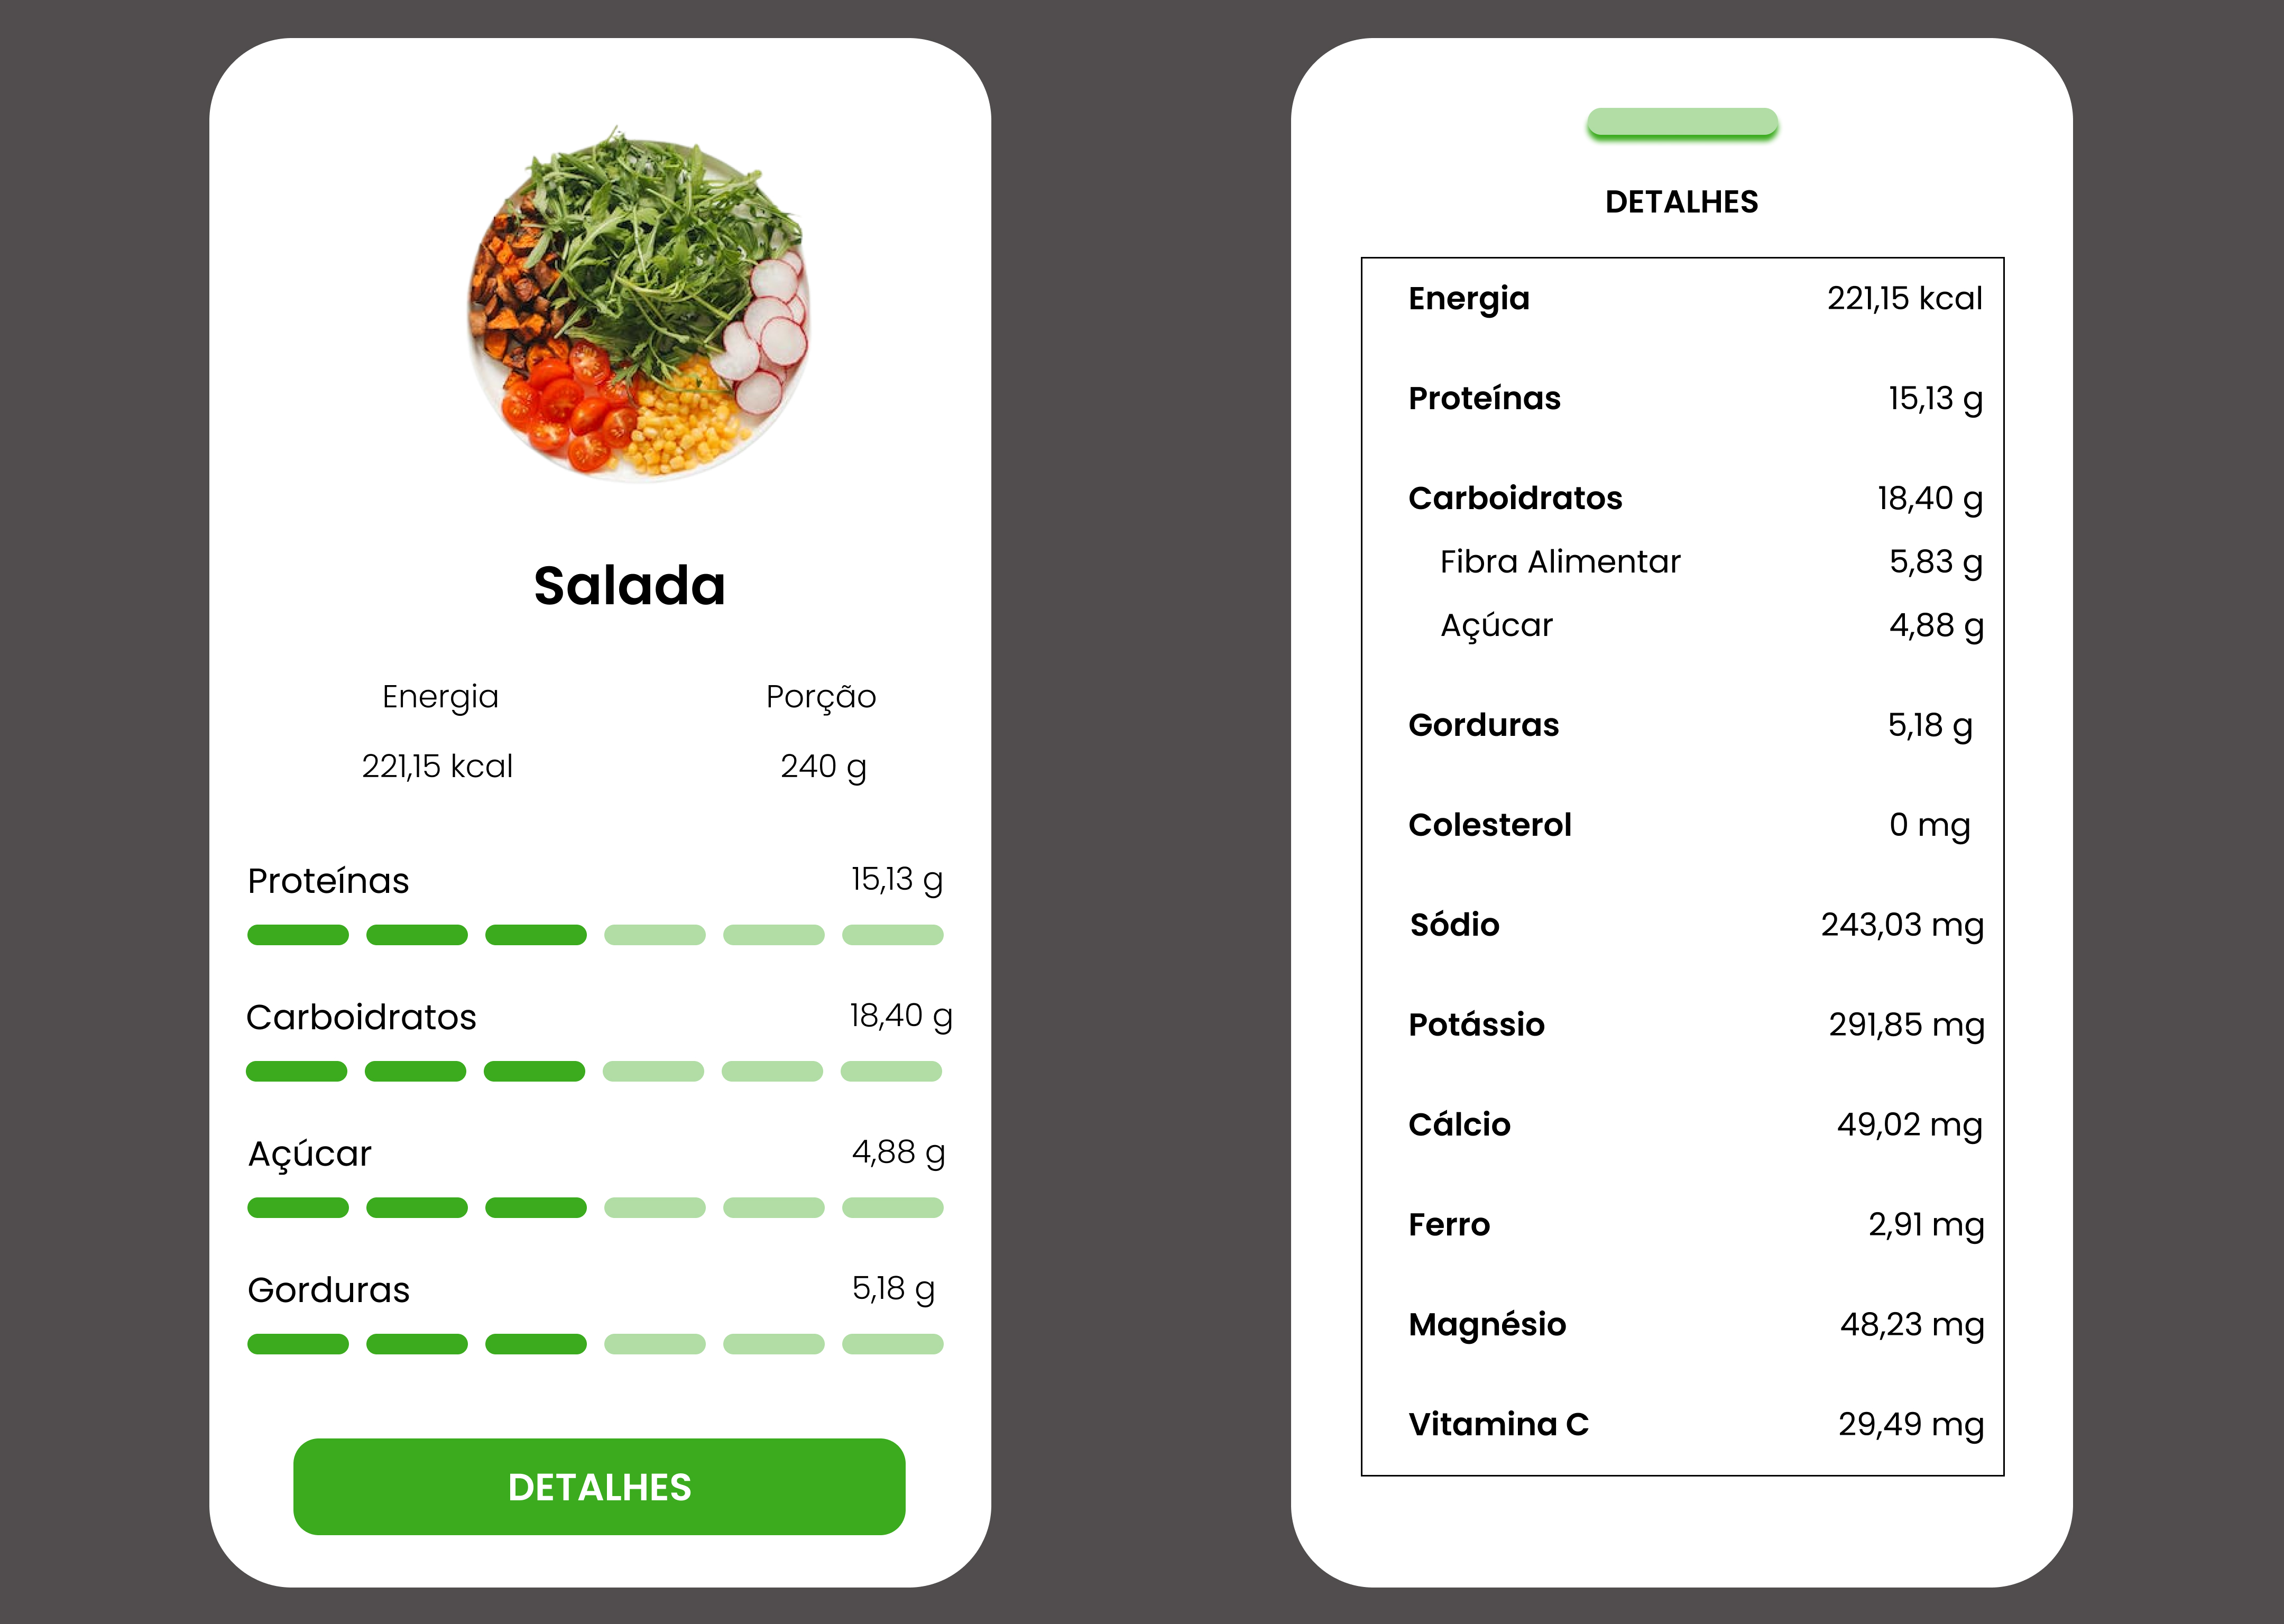 Salada
Energia Porção
221,15 kcal 240 g
Proteínas 15,13 g
Carboidratos 18,40 g
Açúcar 4,88 g
Gorduras 5,18 g
DETALHES
DETALHES
Energia 221,15 kcal
Proteínas 15,13 g
Carboidratos 18,40 g
Fibra Alimentar 5,83 g
Açúcar 4,88 g
Gorduras 5,18 g
Colesterol 0 mg
Sódio 243,03 mg
Potássio 291,85 mg
Cálcio 49,02 mg
Ferro 2,91 mg
Magnésio 48,23 mg
Vitamina C 29,49 mg